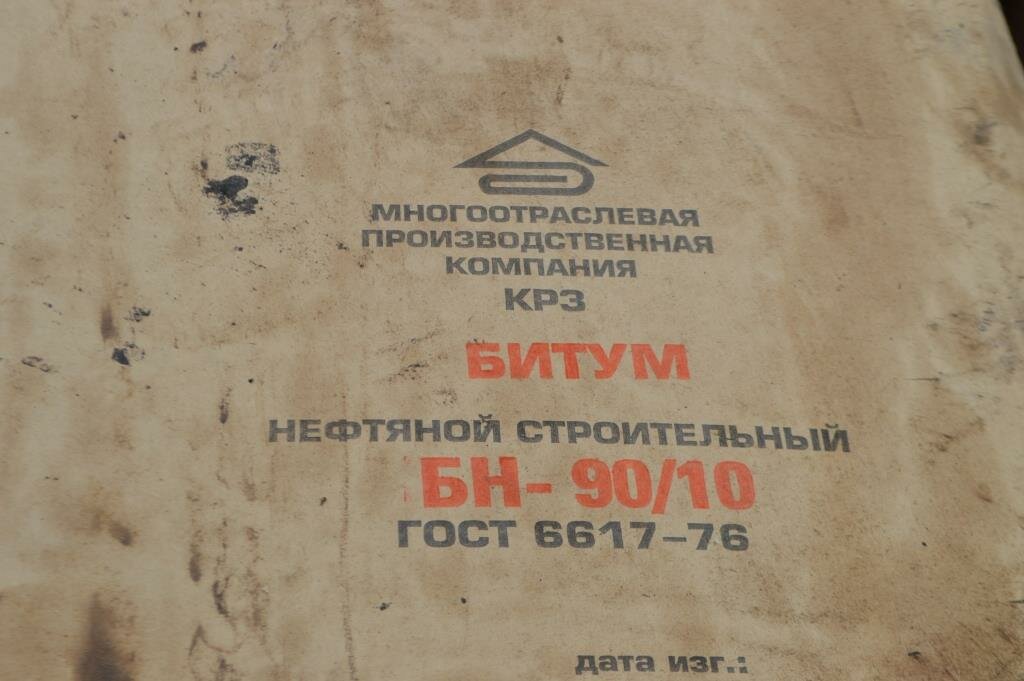 МНОГООТРАСЛЕВАЯ
ПРОИЗВОДСТВЕННАЯ
КОМПАНИЯ
КРЗ
БИТУМ
НЕФТЯНОЙ СТРОИТЕЛЬНЫЙ
БН- 90/10
ГОСТ 6617-76
дата изг.: